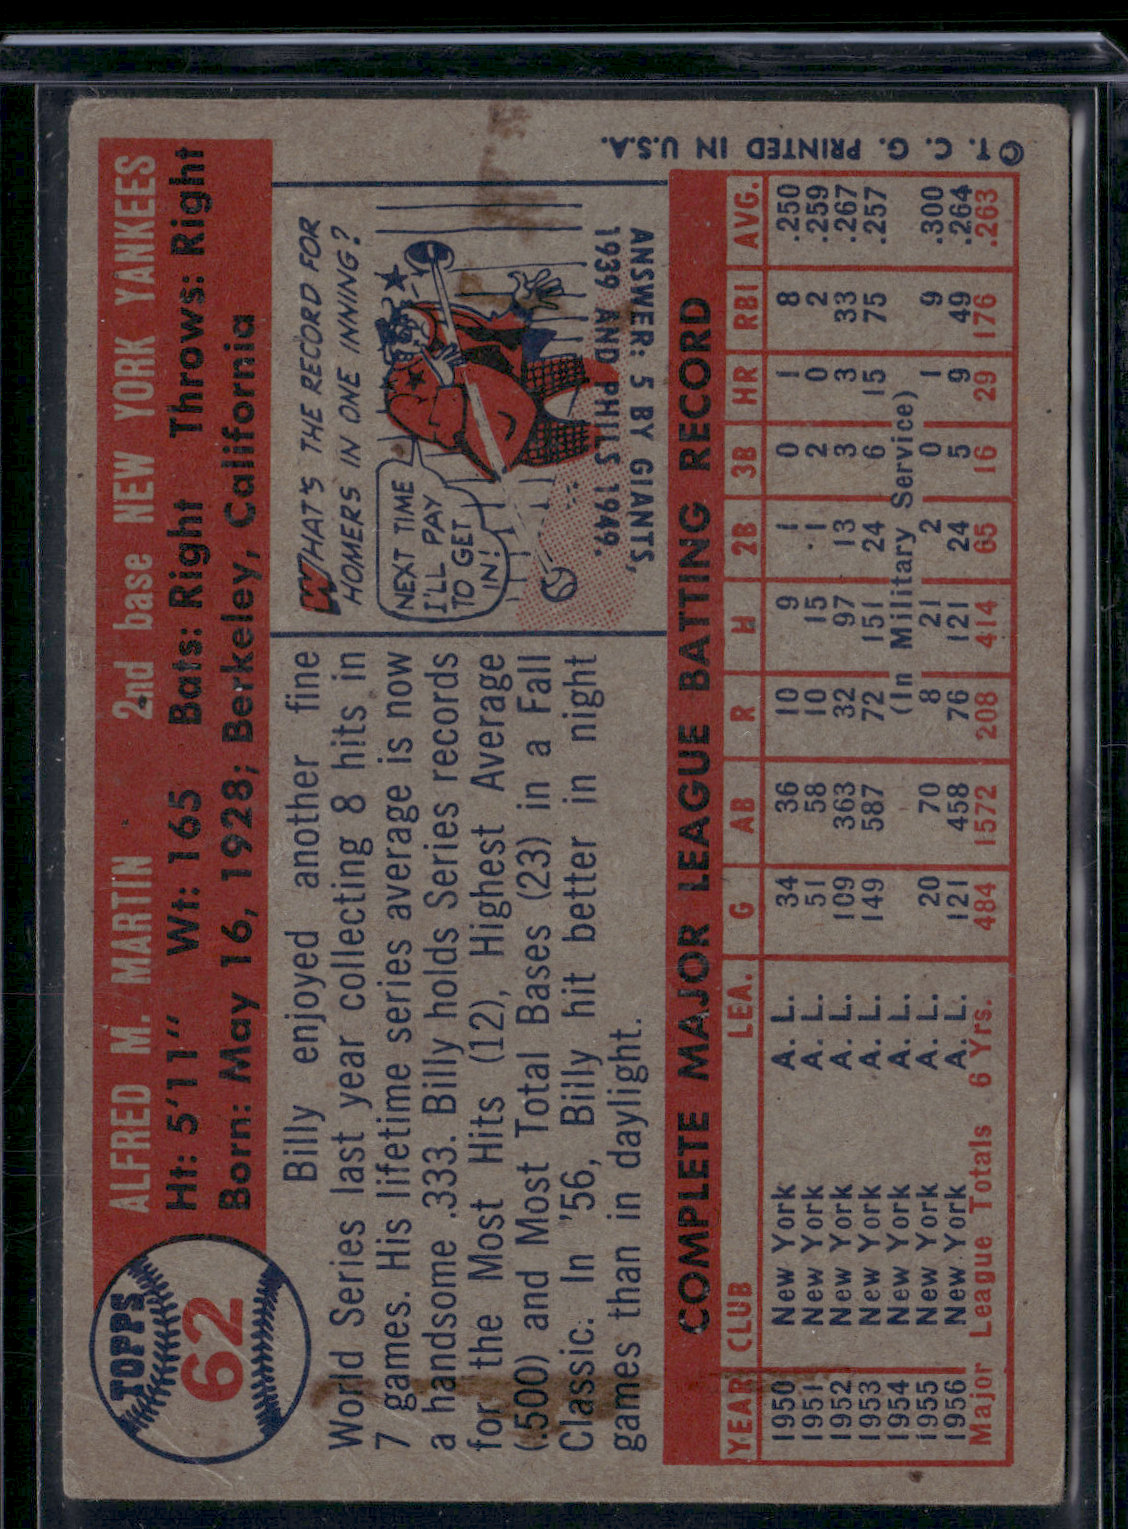 TOPPS
62
ALFRED M. MARTIN 2nd base NEW YORK YANKEES
Ht: 5'11" Wt: 165 Bats: Right Throws: Right
Born: May 16, 1928; Berkeley, California
Billy enjoyed another fine
World Series last year collecting 8 hits in
7 games. His lifetime series average is now
a handsome .333. Billy holds Series records
for the Most Hits (12), Highest Average
(.500) and Most Total Bases (23) in a Fall
Classic. In '56, Billy hit better in night
games than in daylight.
WHAT'S THE RECORD FOR
HOMERS IN ONE INNING?
NEXT TIME
I'LL PAY
TO GET
IN!
ANSWER: 5 BY GIANTS,
1939 AND PHILS 1949.
COMPLETE MAJOR LEAGUE BATTING RECORD
YEAR CLUB LEA. G AB R H 2B 3B HR RBI AVG.
1950 New York A. L. 34 36 10 9 1 0 1 8 .250
1951 New York A. L. 51 58 10 15 1 2 0 2 .259
1952 New York A. L. 109 363 32 97 13 3 3 33 .267
1953 New York A. L. 149 587 72 151 24 6 15 75 .257
1954 New York A. L. (In Military Service)
1955 New York A. L. 20 70 8 21 2 0 1 9 .300
1956 New York A. L. 121 458 76 121 24 5 9 49 .264
Major League Totals 6 Yrs. 484 1572 208 414 65 16 29 176 .263
© T. C. G. PRINTED IN U.S.A.